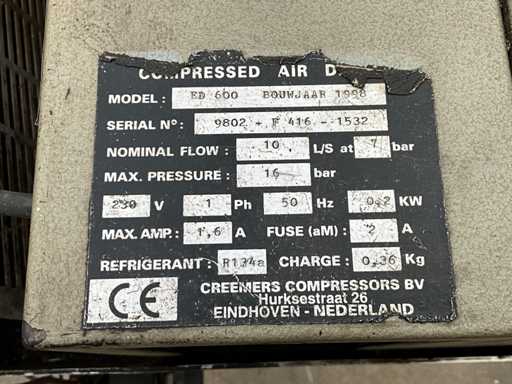 COMPRESSED AIR D
MODEL: ED 600 BOUWJAAR 1998
SERIAL Nº: 9802 - F 416 - 1532
NOMINAL FLOW: 10 L/S at 7 bar
MAX. PRESSURE: 16 bar
230 V 1 Ph 50 Hz 0.2 KW
MAX. AMP.: 1,6 A FUSE (aM): 2 A
REFRIGERANT: R134a CHARGE: 0.36 Kg
CE CREEMERS COMPRESSORS BV
Hurksestraat 26
EINDHOVEN - NEDERLAND